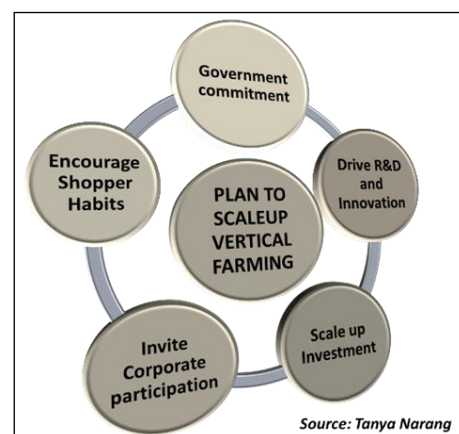 Government
commitment
Drive R&D
and
Innovation
Scale up
Investment
Invite
Corporate
participation
Encourage
Shopper
Habits
PLAN TO
SCALEUP
VERTICAL
FARMING
Source: Tanya Narang